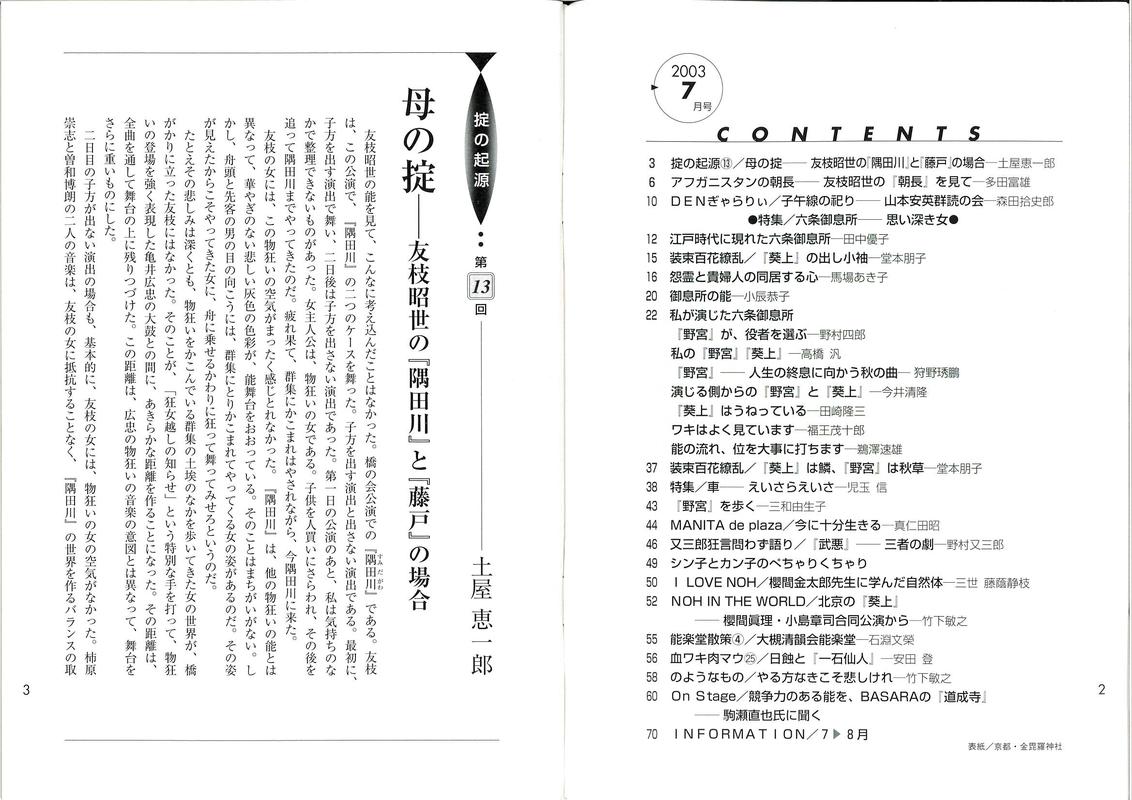 2003
7
月号
CONTENTS
3 掟の起源⑬／母の掟── 友枝昭世の『隅田川』と『藤戸』の場合─土屋恵一郎
6 アフガニスタンの朝長── 友枝昭世の『朝長』を見て─多田富雄
10 DENぎゃらりぃ／子午線の祀り── 山本安英群読の会─森田拾史郎
●特集／六条御息所── 思い深き女●
12 江戸時代に現れた六条御息所─田中優子
15 装束百花繚乱／『葵上』の出し小袖─堂本朋子
16 怨霊と貴婦人の同居する心─馬場あき子
20 御息所の能─小辰恭子
22 私が演じた六条御息所
『野宮』が、役者を選ぶ─野村四郎
私の『野宮』『葵上』─高橋 汎
『野宮』── 人生の終息に向かう秋の曲─ 狩野琇鵬
演じる側からの『野宮』と『葵上』─今井清隆
『葵上』はうねっている─田崎隆三
ワキはよく見ています─福王茂十郎
能の流れ、位を大事に打ちます─鵜澤速雄
37 装束百花繚乱／『葵上』は鱗、『野宮』は秋草─堂本朋子
38 特集／車── えいさらえいさ─児玉 信
43 『野宮』を歩く─三和由生子
44 MANITA de plaza／今に十分生きる─真仁田昭
46 又三郎狂言問わず語り／『武悪』── 三者の劇─野村又三郎
49 シン子とカン子のぺちゃりくちゃり
50 I LOVE NOH／櫻間金太郎先生に学んだ自然体─三世 藤蔭静枝
52 NOH IN THE WORLD／北京の『葵上』
── 櫻間眞理・小島章司合同公演から─竹下敏之
55 能楽堂散策④／大槻清韻会能楽堂─石淵文榮
56 血ワキ肉マウ㉕／日蝕と『一石仙人』─安田 登
58 のようなもの／やる方なきこそ悲しけれ─竹下敏之
60 On Stage／競争力のある能を、BASARAの『道成寺』
── 駒瀬直也氏に聞く
70 INFORMATION／7▶8月
表紙／京都・金毘羅神社
2
掟の起源
第13回
土屋恵一郎
母の掟──友枝昭世の『隅田川』と『藤戸』の場合
友枝昭世の能を見て、こんなに考え込んだことはなかった。橋の会公演での『隅田川（すみだがわ）』である。友枝
は、この公演で、『隅田川』の二つのケースを舞った。子方を出す演出と出さない演出である。最初に、
子方を出す演出で舞い、二日後は子方を出さない演出であった。第一日の公演のあと、私は気持ちのな
かで整理できないものがあった。女主人公は、物狂いの女である。子供を人買いにさらわれ、その後を
追って隅田川までやってきたのだ。疲れ果て、群集にかこまれはやされながら、今隅田川に来た。
友枝の女には、この物狂いの空気がまったく感じとれなかった。『隅田川』は、他の物狂いの能とは
異なって、華やぎのない悲しい灰色の色彩が、能舞台をおおっている。そのことはまちがいがない。し
かし、舟頭と先客の男の目の向こうには、群集にとりかこまれてやってくる女の姿があるのだ。その姿
が見えたからこそやってきた女に、舟に乗せるかわりに狂って舞ってみせろというのだ。
たとえその悲しみは深くとも、物狂いをかこんでいる群集の土埃のなかを歩いてきた女の世界が、橋
がかりに立った友枝にはなかった。そのことが、「狂女越しの知らせ」という特別な手を打って、物狂
いの登場を強く表現した亀井広忠の大鼓との間に、あきらかな距離を作ることになった。その距離は、
全曲を通して舞台の上に残りつづけた。この距離は、広忠の物狂いの音楽の意図とは異なって、舞台を
さらに重いものにした。
二日目の子方が出ない演出の場合も、基本的に、友枝の女には、物狂いの女の空気がなかった。柿原
崇志と曽和博朗の二人の音楽は、友枝の女に抵抗することなく、『隅田川』の世界を作るバランスの取
3